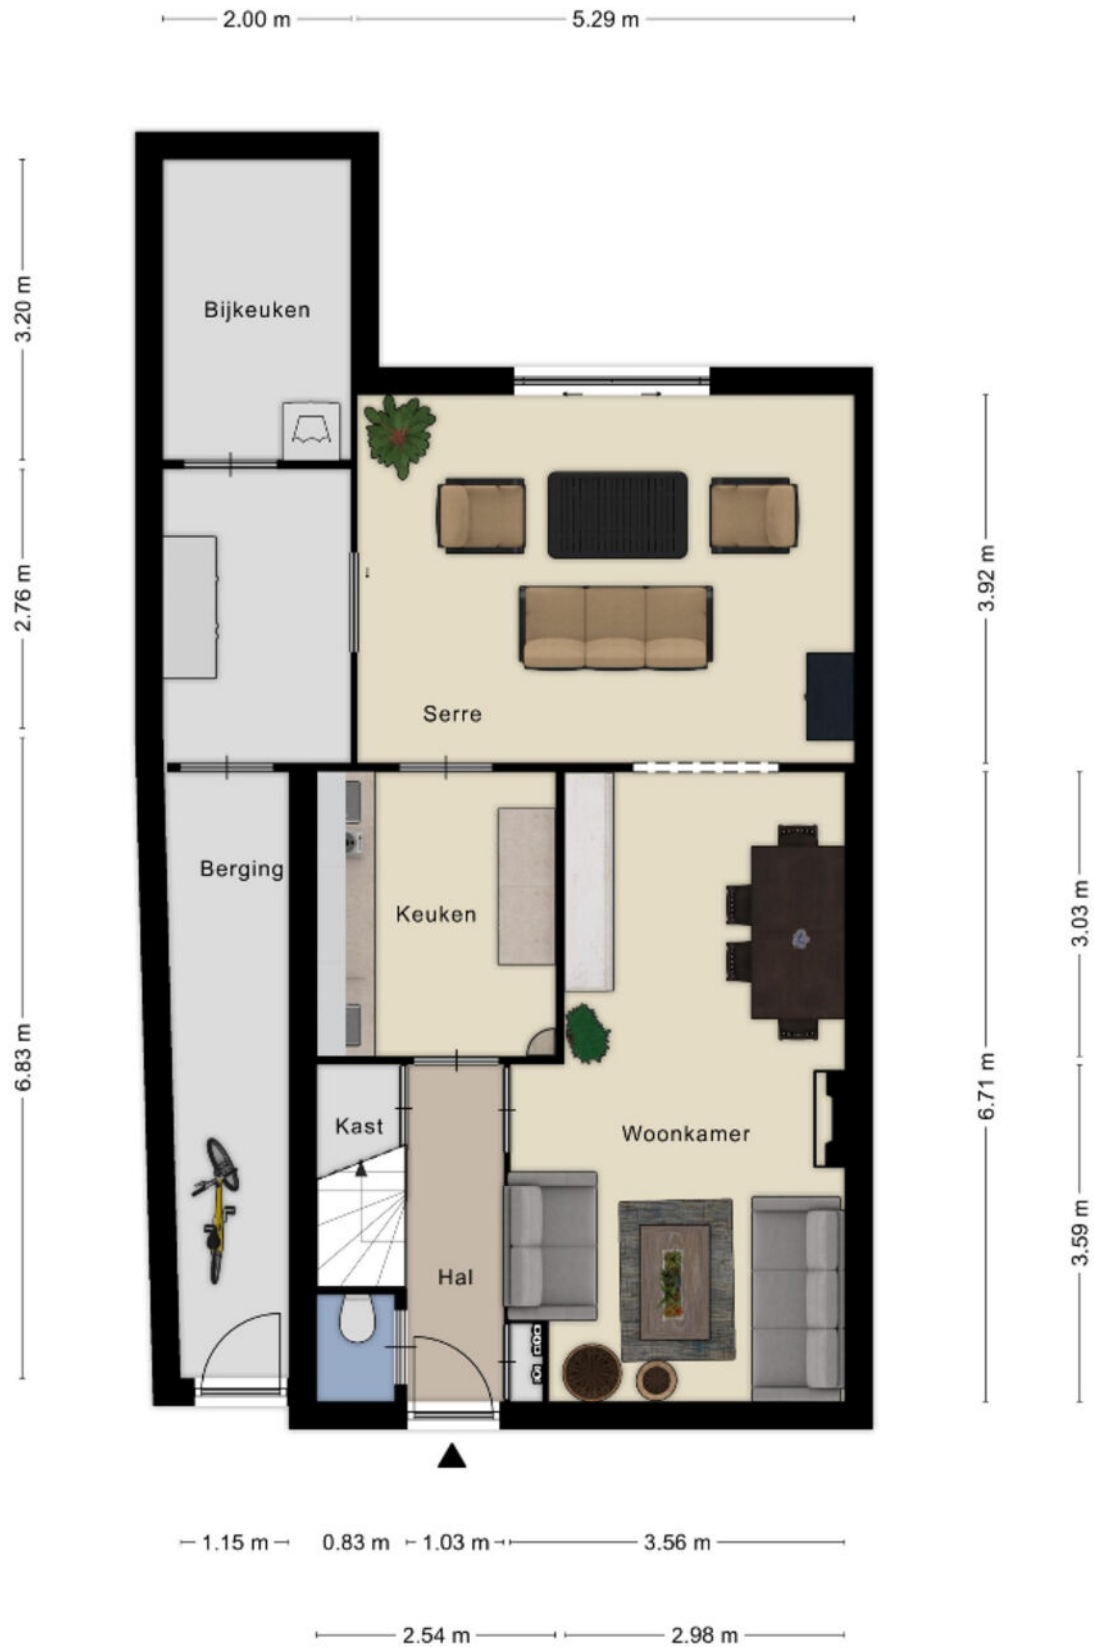 2.00 m
5.29 m
3.20 m
Bijkeuken
3.92 m
2.76 m
Serre
Berging
Keuken
3.03 m
6.83 m
6.71 m
Kast
Woonkamer
3.59 m
Hal
1.15 m
0.83 m
1.03 m
3.56 m
2.54 m
2.98 m